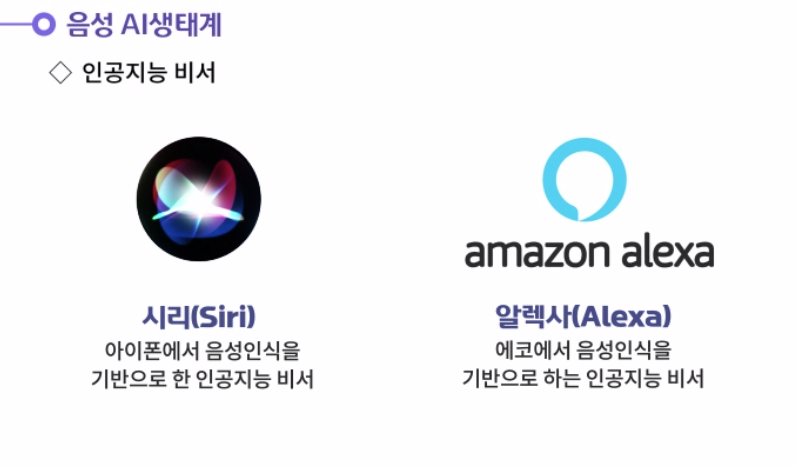 음성 AI생태계
◇ 인공지능 비서
amazon alexa
시리(Siri)
아이폰에서 음성인식을
기반으로 한 인공지능 비서
알렉사(Alexa)
에코에서 음성인식을
기반으로 하는 인공지능 비서